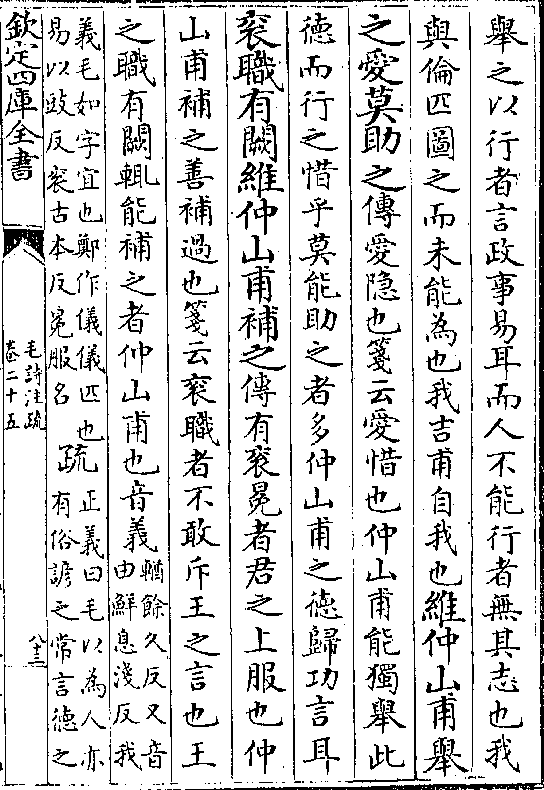 舉之以行者言政事易耳而人不能行者無其志也我
與倫匹圖之而未能為也我吉甫自我也維仲山甫舉
之愛莫助之傳愛隐也箋云愛惜也仲山甫能獨舉此
德而行之惜乎莫能助之者多仲山甫之德歸功言耳
袞職有闕維仲山甫補之傳有袞冕者君之上服也仲
山甫補之善補過也箋云袞職者不敢斥王之言也王
之職有闕輒能補之者仲山甫也音義
輶餘久反又音
由鮮息淺反我
義毛如字宜也鄭作儀儀匹也
易以豉反袞古本反冕服名
疏
正義曰毛以為人亦
有俗諺之常言德之
欽定四庫全書
毛詩注疏
卷二十五
八十三